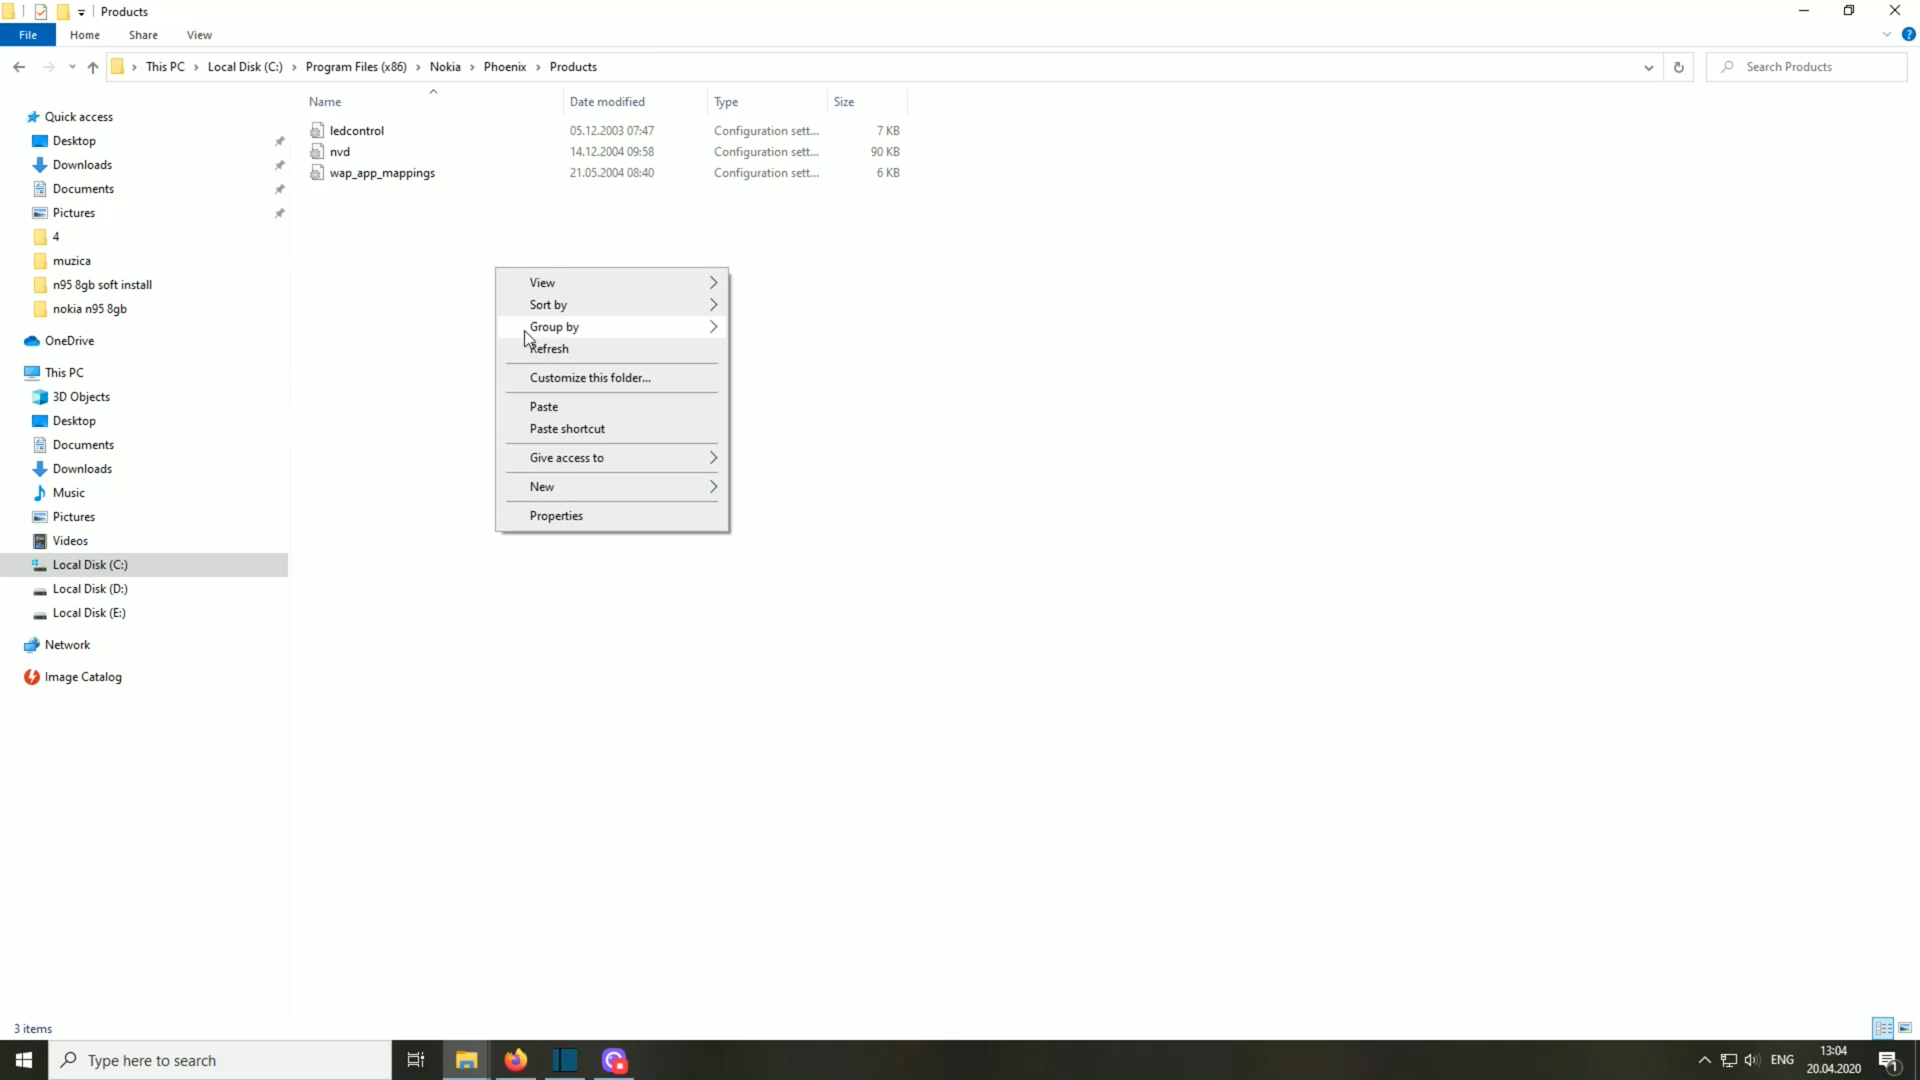 Products
File Home Share View
This PC Local Disk (C:) Program Files (x86) Nokia Phoenix Products
Search Products
Name Date modified Type Size
ledcontrol 05.12.2003 07:47 Configuration sett... 7 KB
nvd 14.12.2004 09:58 Configuration sett... 90 KB
wap_app_mappings 21.05.2004 08:40 Configuration sett... 6 KB
Quick access
Desktop
Downloads
Documents
Pictures
4
muzica
n95 8gb soft install
nokia n95 8gb
OneDrive
This PC
3D Objects
Desktop
Documents
Downloads
Music
Pictures
Videos
Local Disk (C:)
Local Disk (D:)
Local Disk (E:)
Network
Image Catalog
View
Sort by
Group by
Refresh
Customize this folder...
Paste
Paste shortcut
Give access to
New
Properties
3 items
Type here to search
ENG
13:04
20.04.2020
1